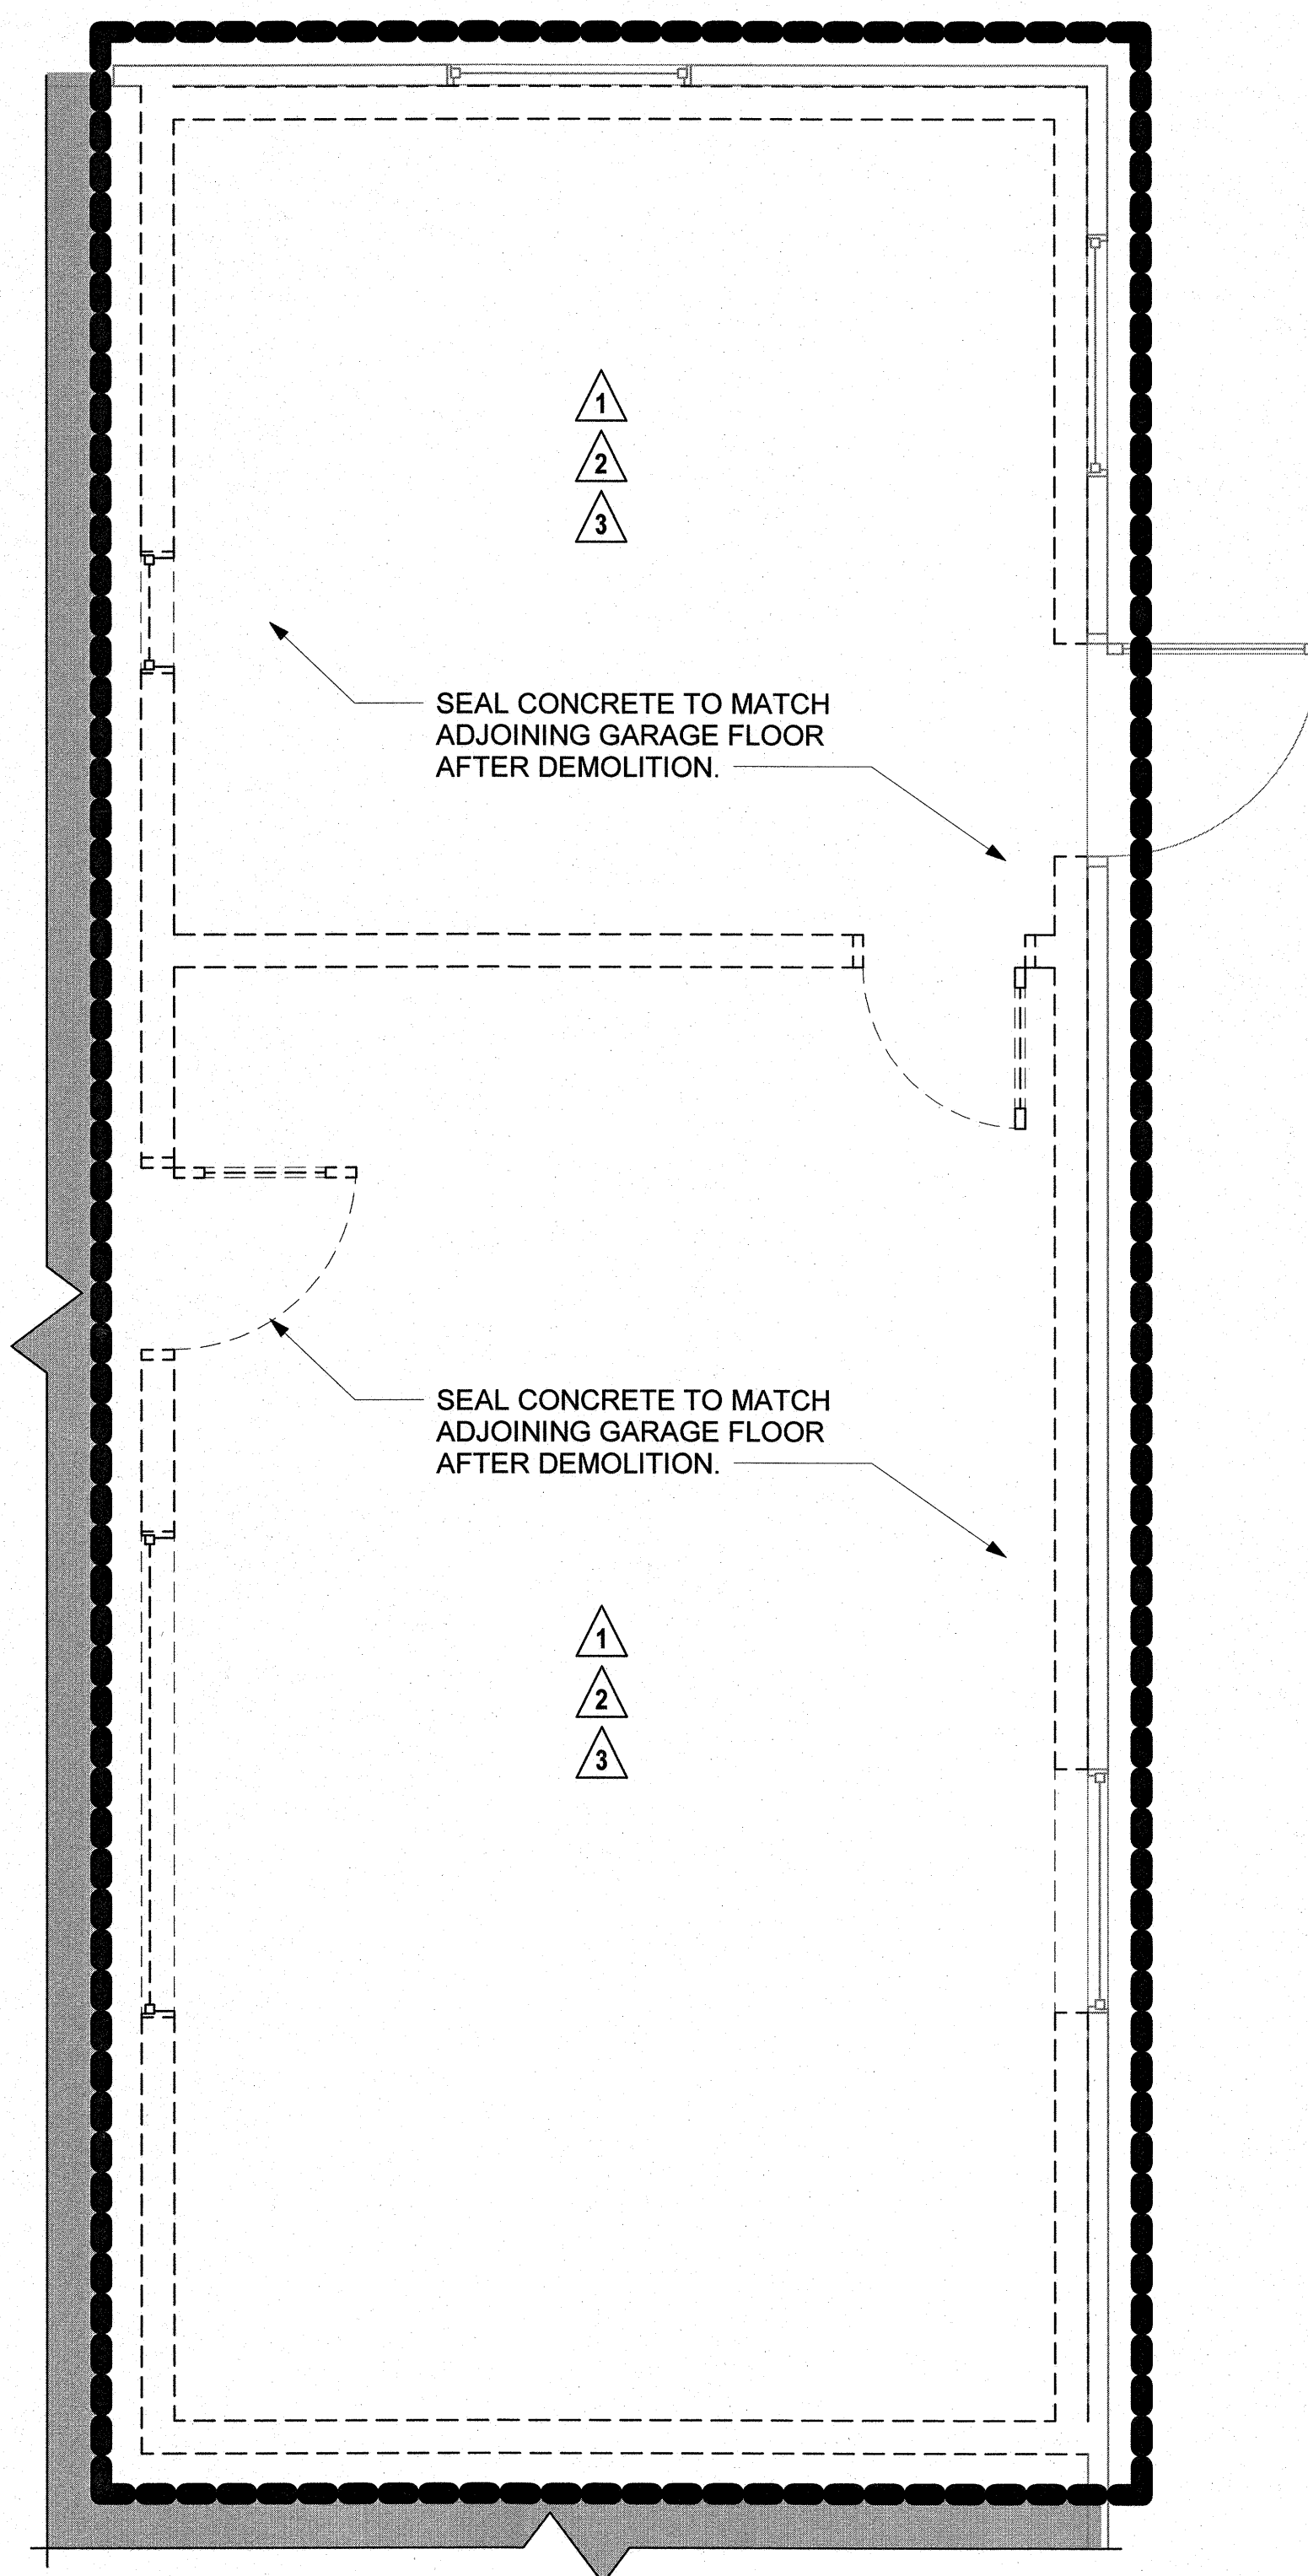 1
2
3
SEAL CONCRETE TO MATCH
ADJOINING GARAGE FLOOR
AFTER DEMOLITION.
SEAL CONCRETE TO MATCH
ADJOINING GARAGE FLOOR
AFTER DEMOLITION.
1
2
3